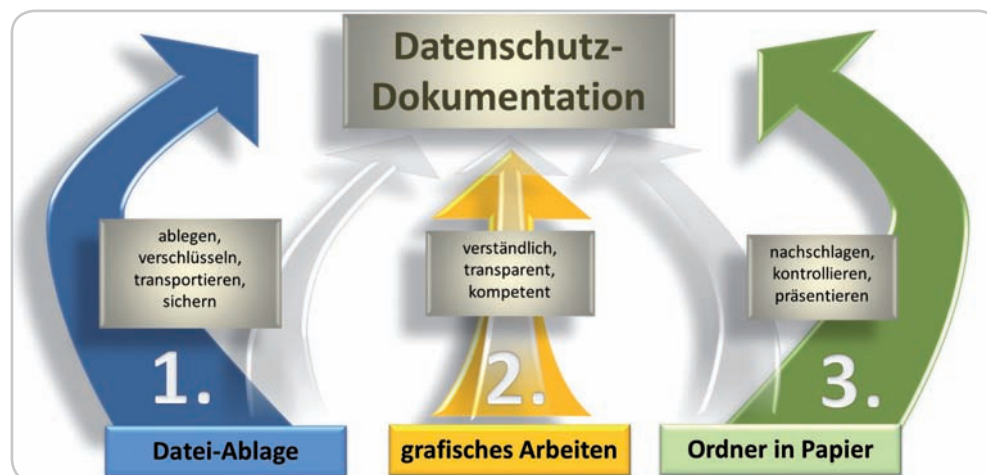 Datenschutz-
Dokumentation
ablegen,
verschlüsseln,
transportieren,
sichern
1.
Datei-Ablage
verständlich,
transparent,
kompetent
2.
grafisches Arbeiten
nachschlagen,
kontrollieren,
präsentieren
3.
Ordner in Papier